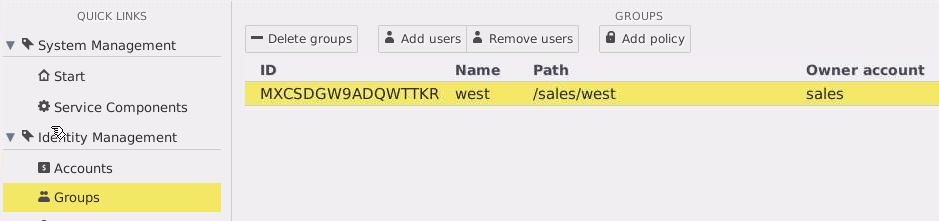 QUICK LINKS
System Management
Start
Service Components
Identity Management
Accounts
Groups
GROUPS
Delete groups Add users Remove users Add policy
ID Name Path Owner account
MXCSDGW9ADQWTTKR west /sales/west sales